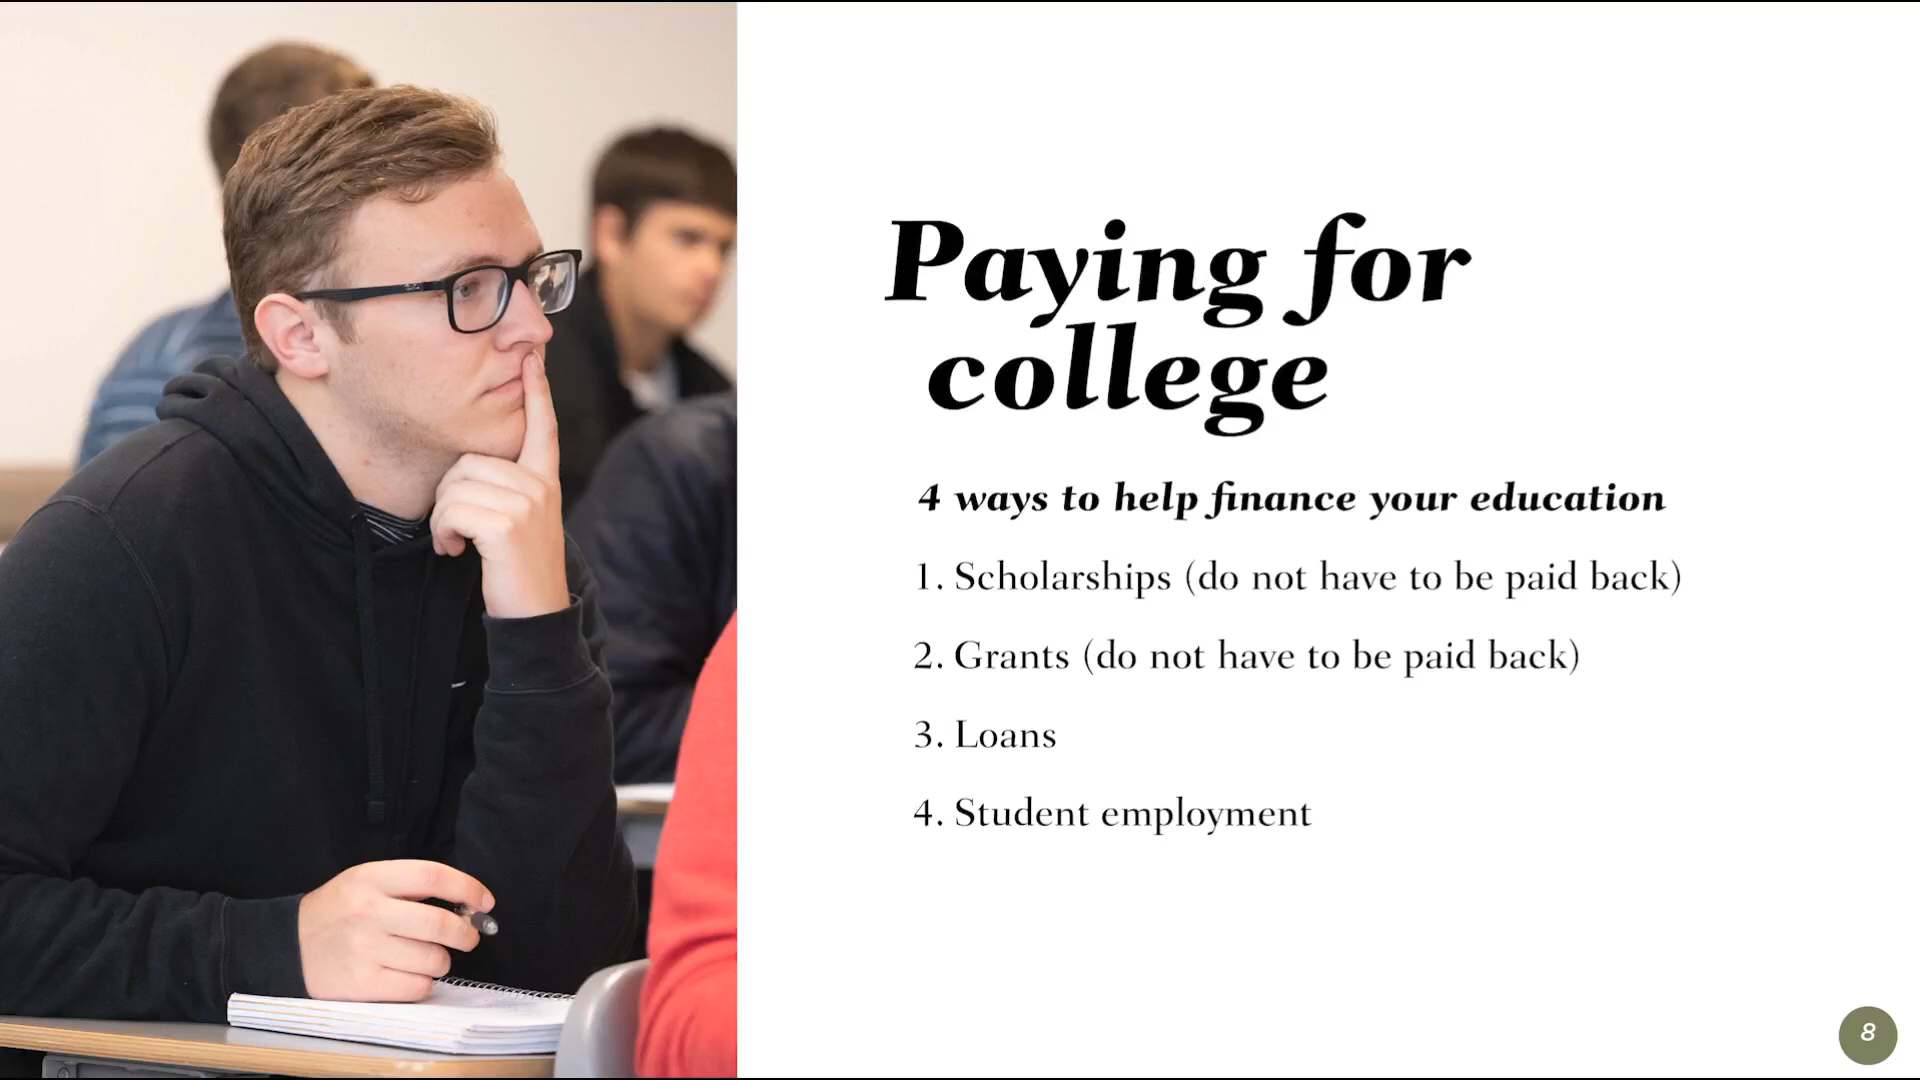 Paying for
college
4 ways to help finance your education
1. Scholarships (do not have to be paid back)
2. Grants (do not have to be paid back)
3. Loans
4. Student employment
8